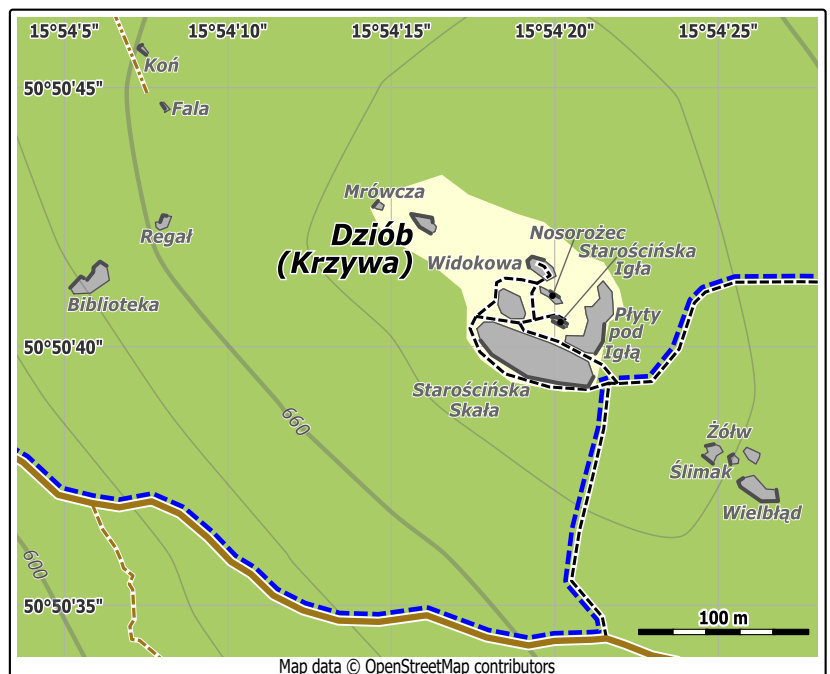 15°54'5" 15°54'10" 15°54'15" 15°54'20" 15°54'25"
Koń
50°50'45"
Fala
Mrówcza
Regał
Dziób
(Krzywa)
Nosorożec
Starościńska
Igła
Widokowa
Biblioteka
Płyty
pod
Igłą
50°50'40"
Starościńska
Skała
660
Żółw
Ślimak
Wielbłąd
600
50°50'35"
100 m
Map data © OpenStreetMap contributors